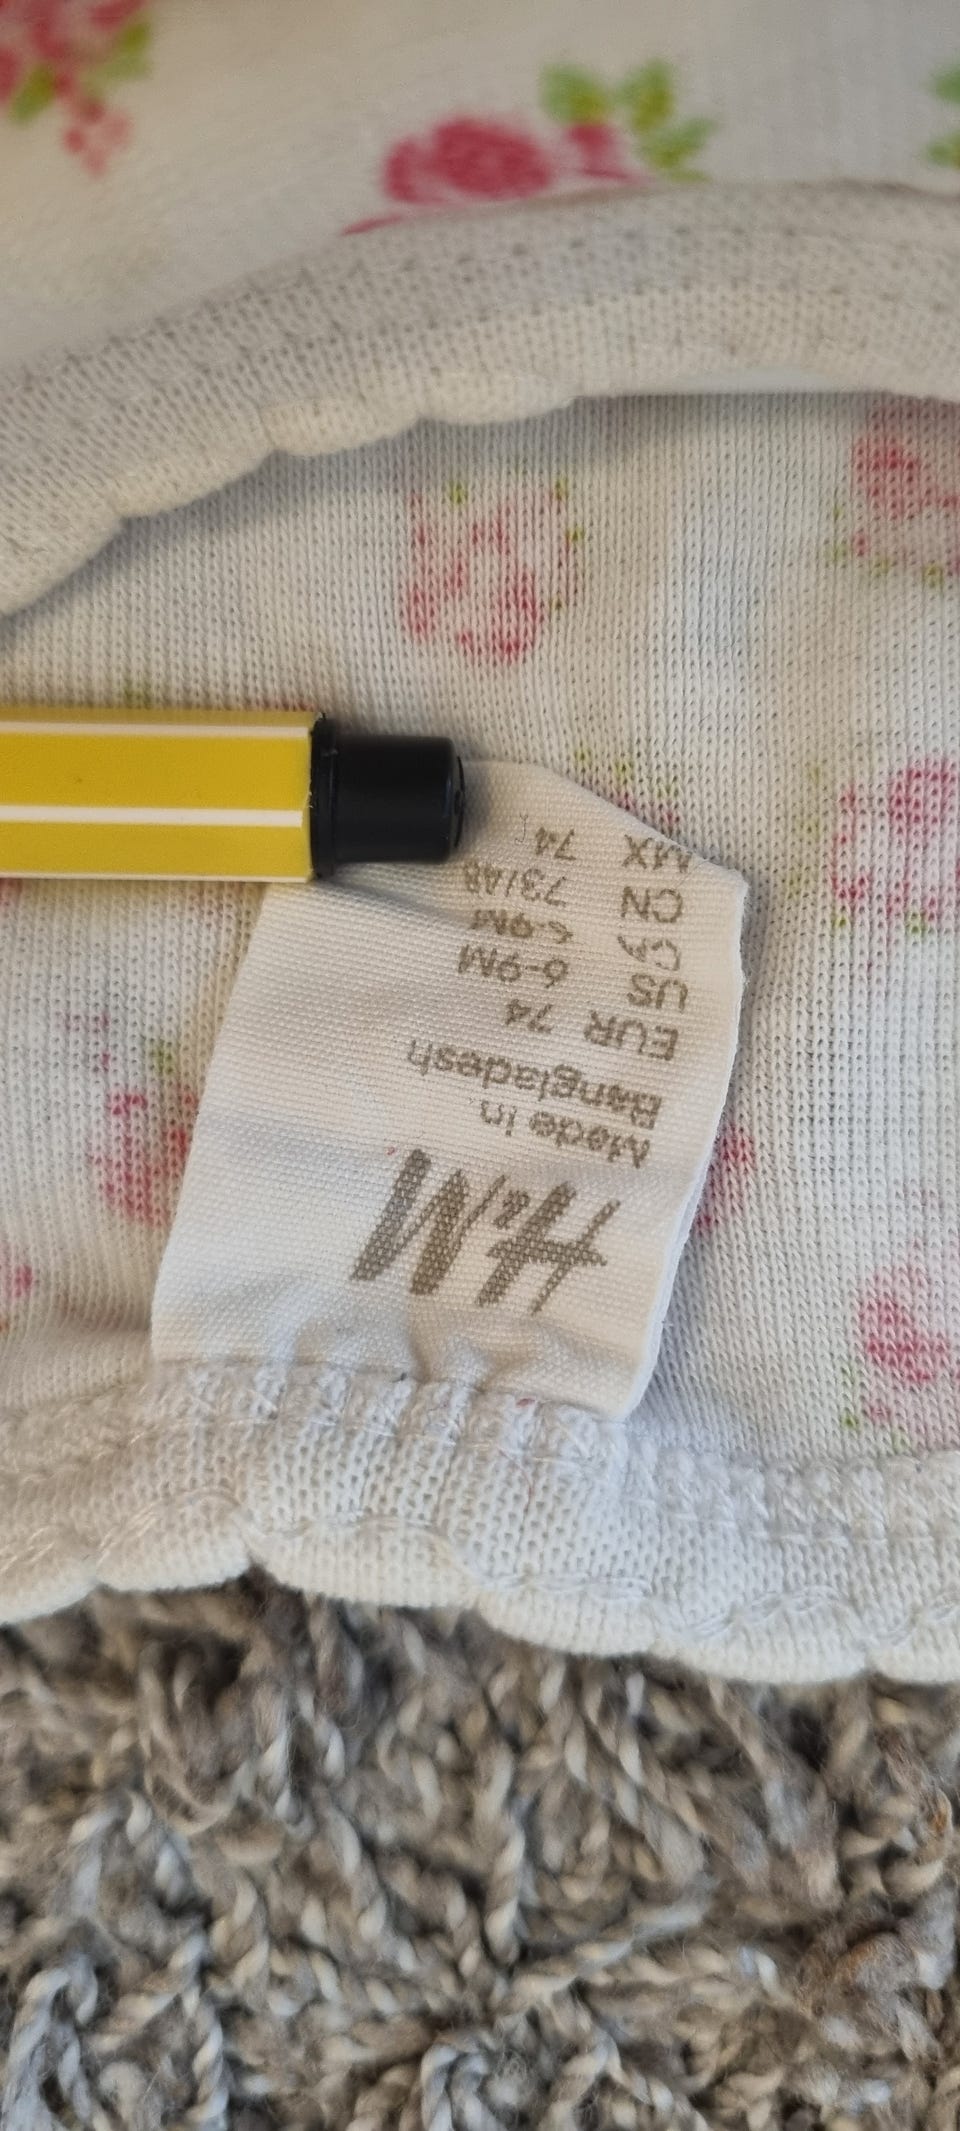 H&M
Made in
Bangladesh
EUR 74
US 6-9M
CA 6-9M
CN 73/48
MX 74